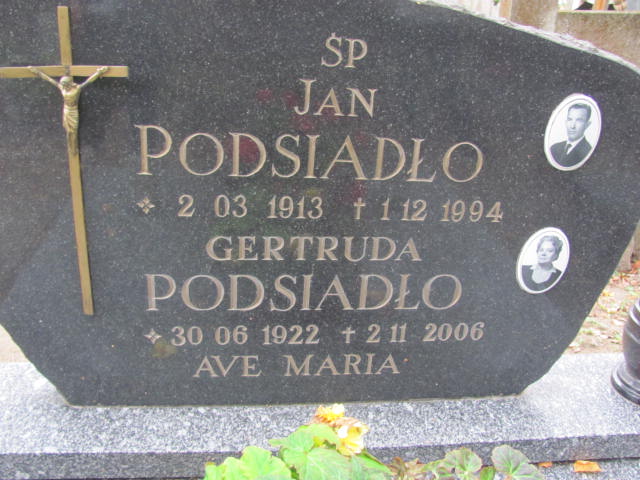 ŚP
JAN
PODSIADŁO
* 2 03 1913 † 1 12 1994
GERTRUDA
PODSIADŁO
* 30 06 1922 † 2 11 2006
AVE MARIA